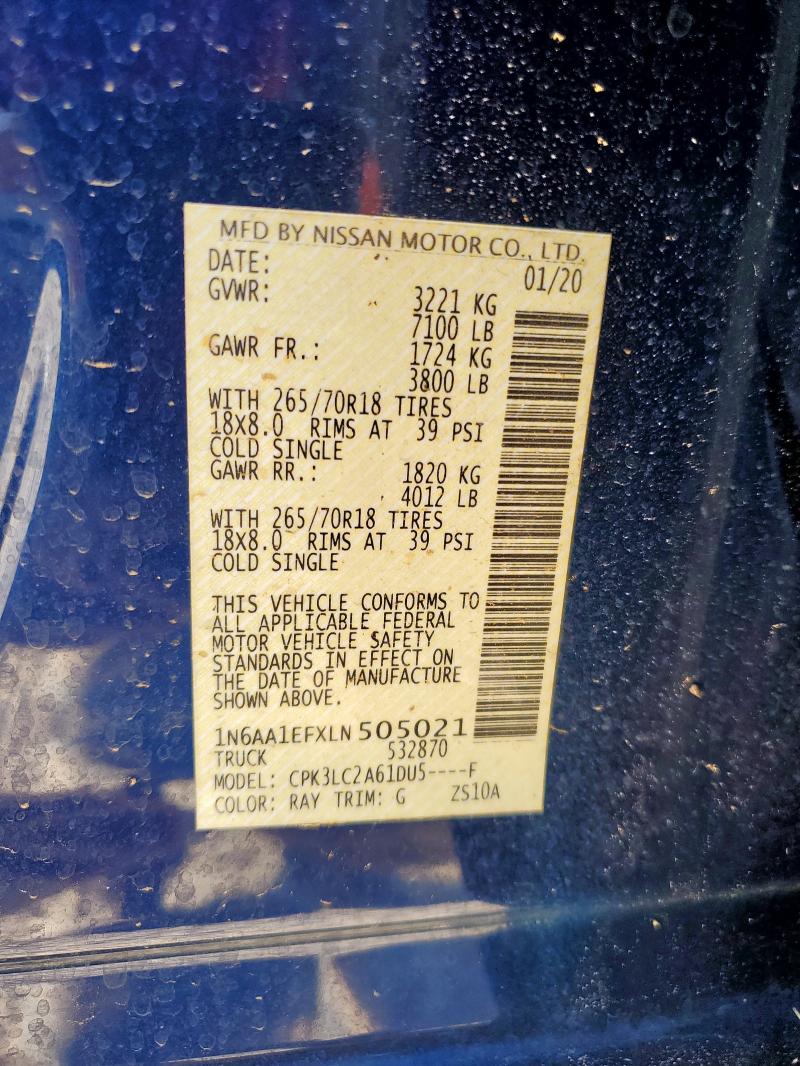 MFD BY NISSAN MOTOR CO., LTD.
DATE: 01/20
GVWR: 3221 KG
7100 LB
GAWR FR.: 1724 KG
3800 LB
WITH 265/70R18 TIRES
18X8.0 RIMS AT 39 PSI
COLD SINGLE
GAWR RR.: 1820 KG
4012 LB
WITH 265/70R18 TIRES
18X8.0 RIMS AT 39 PSI
COLD SINGLE
THIS VEHICLE CONFORMS TO
ALL APPLICABLE FEDERAL
MOTOR VEHICLE SAFETY
STANDARDS IN EFFECT ON
THE DATE OF MANUFACTURE
SHOWN ABOVE.
1N6AA1EFXLN505021
TRUCK 532870
MODEL: CPK3LC2A61DU5----F
COLOR: RAY TRIM: G ZS10A